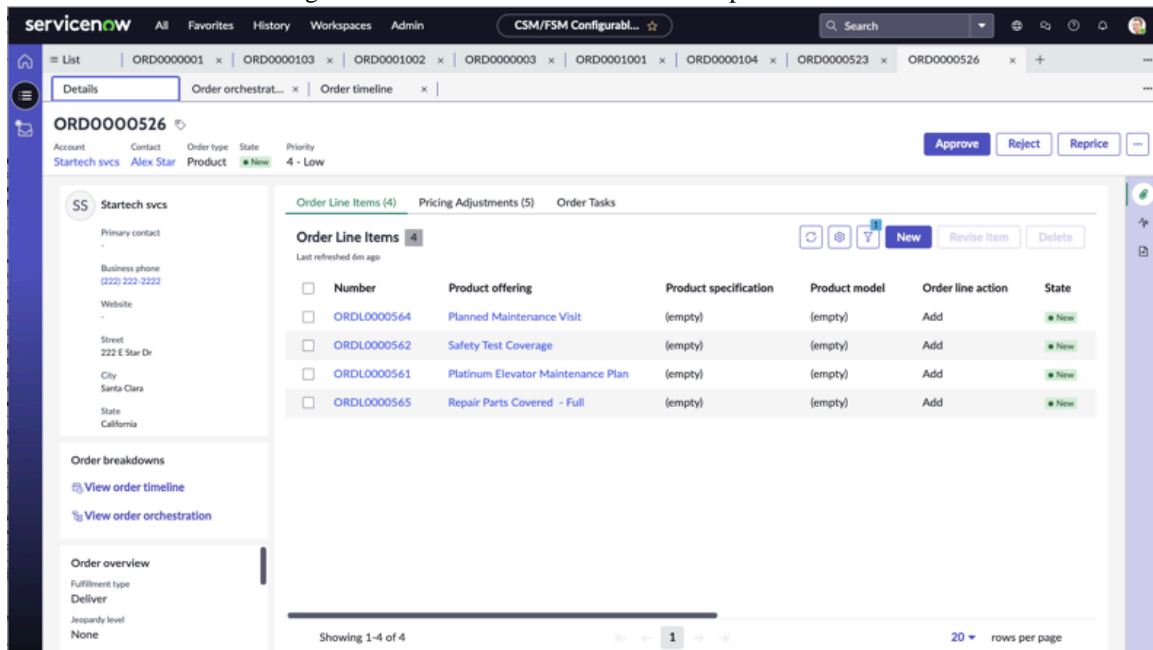 servicenow All Favorites History Workspaces Admin CSM/FSM Configurabl... Search
List ORD0000001 × ORD0000103 × ORD0001002 × ORD0000003 × ORD0001001 × ORD0000104 × ORD0000523 × ORD0000526 × +
Details Order orchestrat... × Order timeline ×
ORD0000526
Account Contact Order type State Priority
Startech svcs Alex Star Product New 4 - Low
Approve Reject Reprice
SS Startech svcs
Primary contact
-
Business phone
(222) 222-2222
Website
-
Street
222 E Star Dr
City
Santa Clara
State
California
Order breakdowns
View order timeline
View order orchestration
Order overview
Fulfillment type
Deliver
Jeopardy level
None
Order Line Items (4) Pricing Adjustments (5) Order Tasks
Order Line Items 4
Last refreshed 6m ago
1
New Revise Item Delete
Number Product offering Product specification Product model Order line action State
ORDL0000564 Planned Maintenance Visit (empty) (empty) Add New
ORDL0000562 Safety Test Coverage (empty) (empty) Add New
ORDL0000561 Platinum Elevator Maintenance Plan (empty) (empty) Add New
ORDL0000565 Repair Parts Covered - Full (empty) (empty) Add New
Showing 1-4 of 4 1 20 rows per page